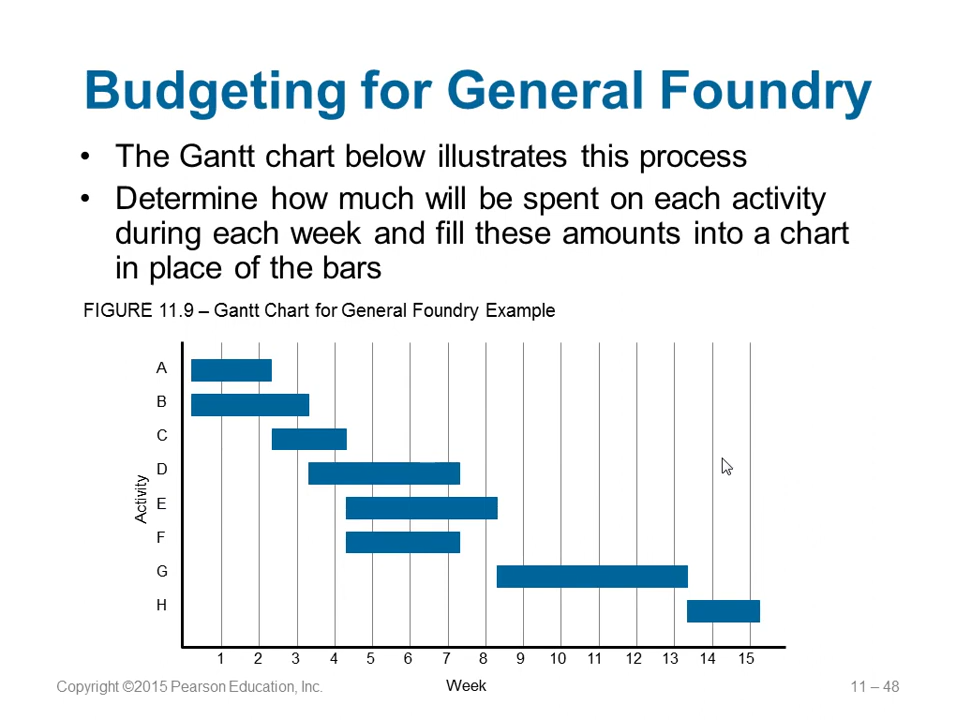 Budgeting for General Foundry
• The Gantt chart below illustrates this process
• Determine how much will be spent on each activity
during each week and fill these amounts into a chart
in place of the bars
FIGURE 11.9 – Gantt Chart for General Foundry Example
A
B
C
D
E
F
G
H
Activity
1 2 3 4 5 6 7 8 9 10 11 12 13 14 15
Week
Copyright ©2015 Pearson Education, Inc.
11 – 48